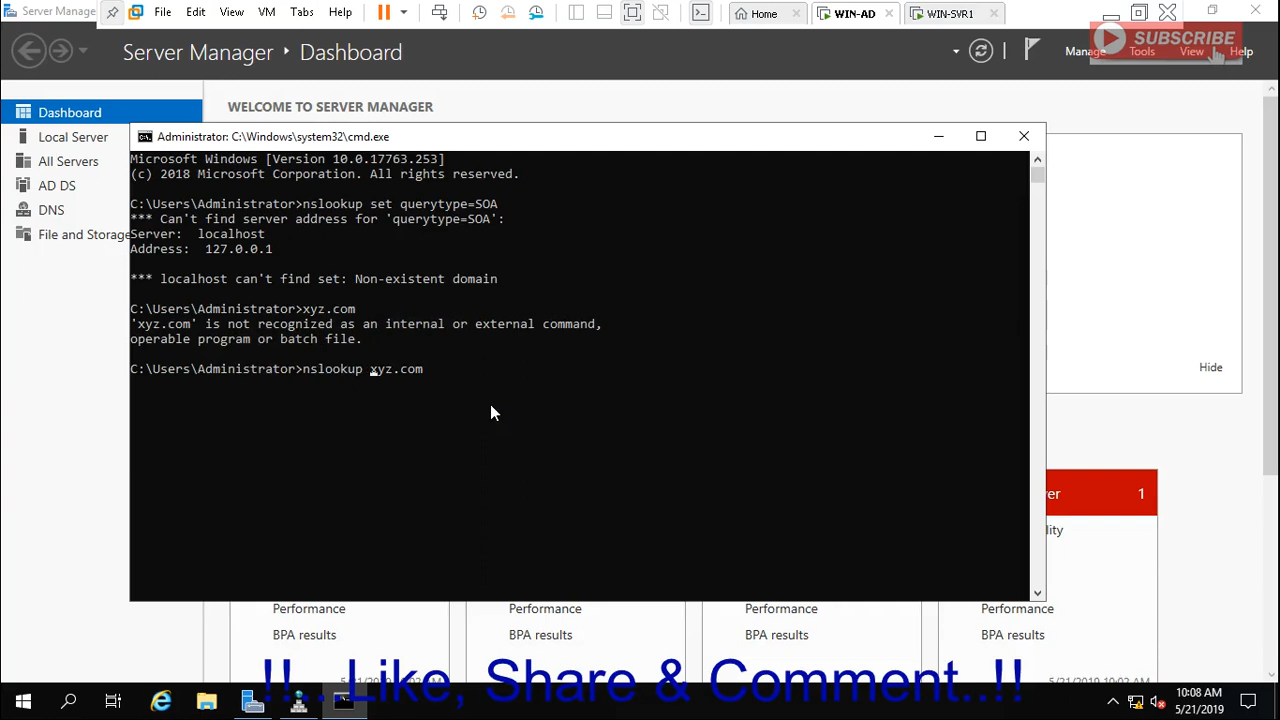 Server Manage
File Edit View VM Tabs Help
Home
WIN-AD
WIN-SVR1
Server Manager
Dashboard
Manage Tools View Help
SUBSCRIBE
Dashboard
Local Server
All Servers
AD DS
DNS
File and Storage
WELCOME TO SERVER MANAGER
Administrator: C:\Windows\system32\cmd.exe
Microsoft Windows [Version 10.0.17763.253]
(c) 2018 Microsoft Corporation. All rights reserved.
C:\Users\Administrator>nslookup set querytype=SOA
*** Can't find server address for 'querytype=SOA':
Server:  localhost
Address:  127.0.0.1
*** localhost can't find set: Non-existent domain
C:\Users\Administrator>xyz.com
'xyz.com' is not recognized as an internal or external command,
operable program or batch file.
C:\Users\Administrator>nslookup xyz.com
Hide
ver 1
lity
Performance Performance Performance Performance
BPA results BPA results BPA results BPA results
!!...Like, Share & Comment..!!
10:08 AM
5/21/2019